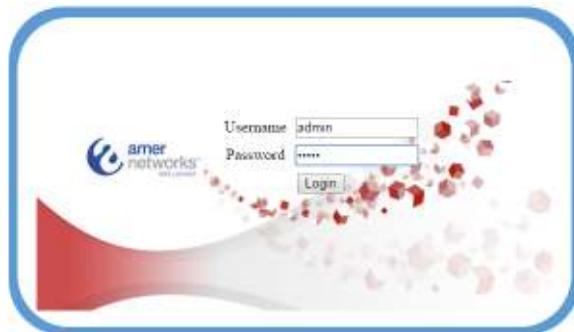 Username admin
amer
networks
Password •••••
Login